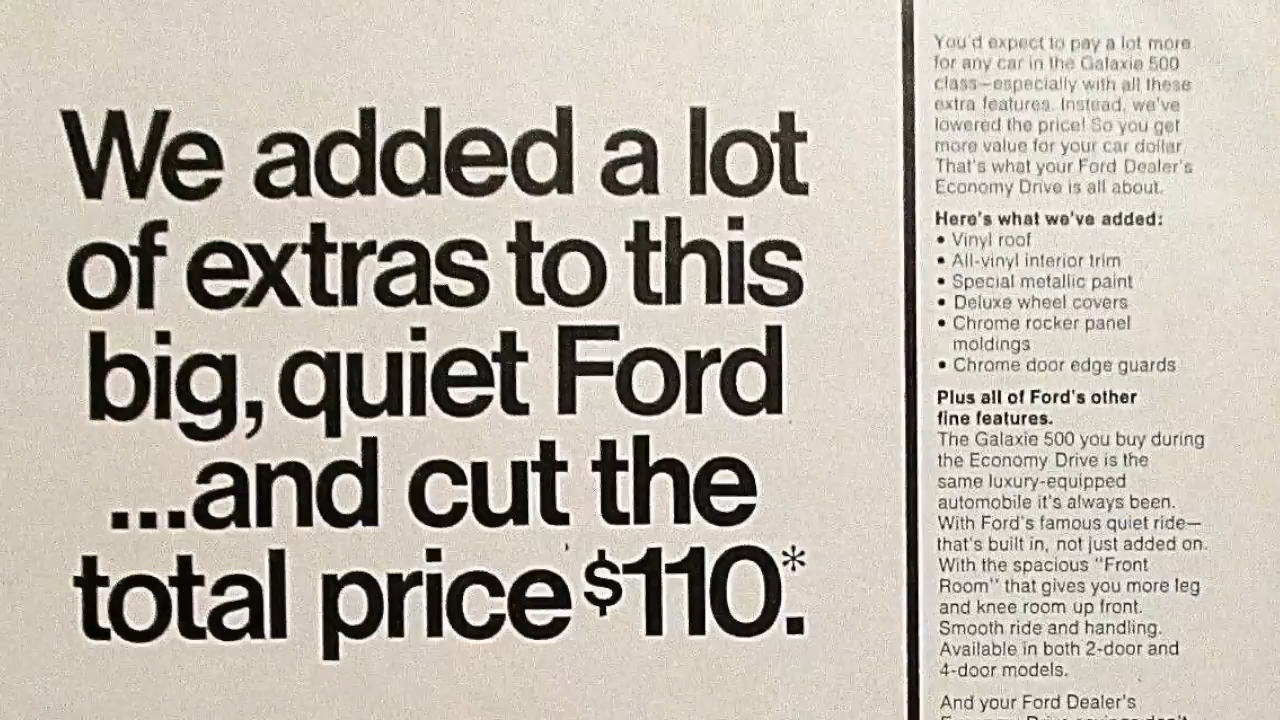 We added a lot
of extras to this
big, quiet Ford
...and cut the
total price $110.*
You'd expect to pay a lot more
for any car in the Galaxie 500
class—especially with all these
extra features. Instead, we've
lowered the price! So you get
more value for your car dollar.
That's what your Ford Dealer's
Economy Drive is all about.
Here's what we've added:
• Vinyl roof
• All-vinyl interior trim
• Special metallic paint
• Deluxe wheel covers
• Chrome rocker panel
moldings
• Chrome door edge guards
Plus all of Ford's other
fine features.
The Galaxie 500 you buy during
the Economy Drive is the
same luxury-equipped
automobile it's always been.
With Ford's famous quiet ride—
that's built in, not just added on.
With the spacious "Front
Room" that gives you more leg
and knee room up front.
Smooth ride and handling.
Available in both 2-door and
4-door models.
And your Ford Dealer's